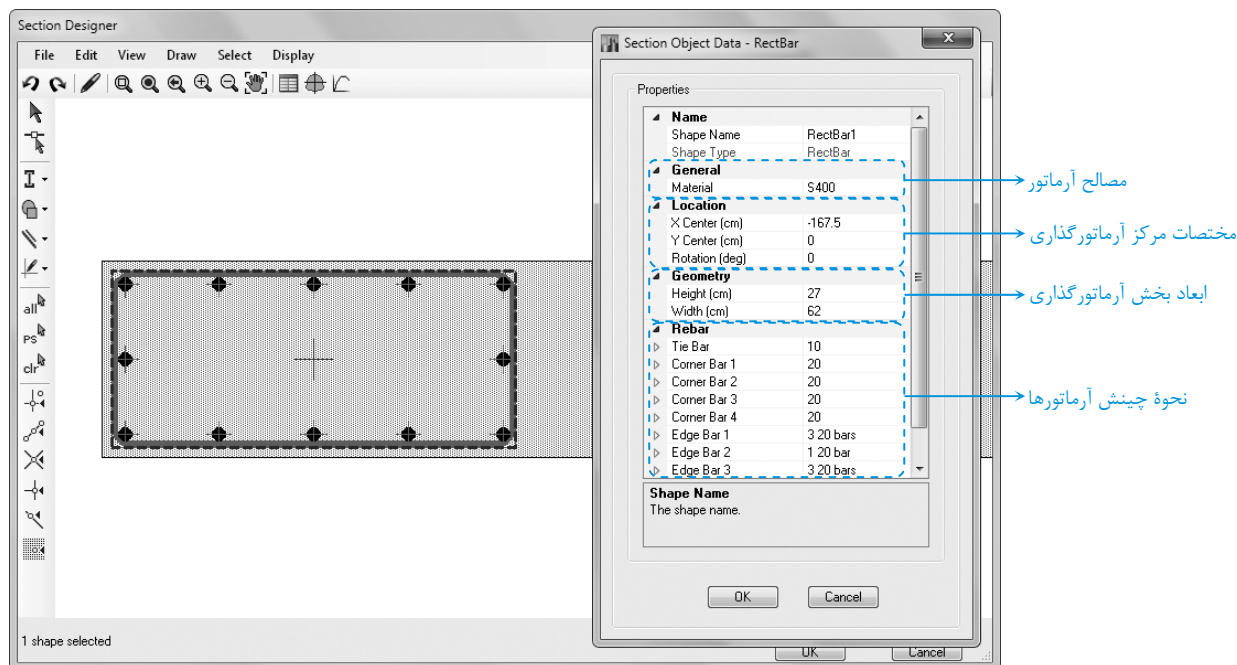 Section Designer
File Edit View Draw Select Display
all
ps
clr
1 shape selected
OK Cancel
Section Object Data - RectBar
Properties
Name
Shape Name RectBar1
Shape Type RectBar
General
Material S400
Location
X Center (cm) -167.5
Y Center (cm) 0
Rotation (deg) 0
Geometry
Height (cm) 27
Width (cm) 62
Rebar
Tie Bar 10
Corner Bar 1 20
Corner Bar 2 20
Corner Bar 3 20
Corner Bar 4 20
Edge Bar 1 3 20 bars
Edge Bar 2 1 20 bar
Edge Bar 3 3 20 bars
Shape Name
The shape name.
OK Cancel
مصالح آرماتور
مختصات مرکز آرماتورگذاری
ابعاد بخش آرماتورگذاری
نحوۀ چینش آرماتورها